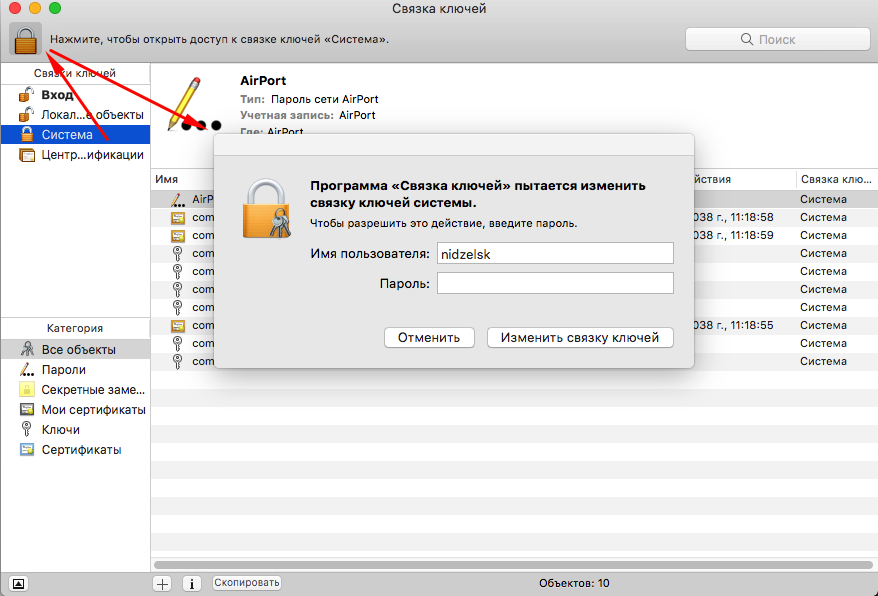 Связка ключей
Нажмите, чтобы открыть доступ к связке ключей «Система».
Поиск
Связки ключей
Вход
Локал...е объекты
Система
Центр...ификации
AirPort
Тип: Пароль сети AirPort
Учетная запись: AirPort
Где: AirPort
Имя
йствия
Связка клю...
AirP
Система
com
038 г., 11:18:58
Система
com
038 г., 11:18:59
Система
com
Система
com
Система
com
Система
com
Система
com
038 г., 11:18:55
Система
com
Система
com
Система
Программа «Связка ключей» пытается изменить
связку ключей системы.
Чтобы разрешить это действие, введите пароль.
Имя пользователя: nidzelsk
Пароль:
Отменить
Изменить связку ключей
Категория
Все объекты
Пароли
Секретные заме...
Мои сертификаты
Ключи
Сертификаты
Скопировать
Объектов: 10